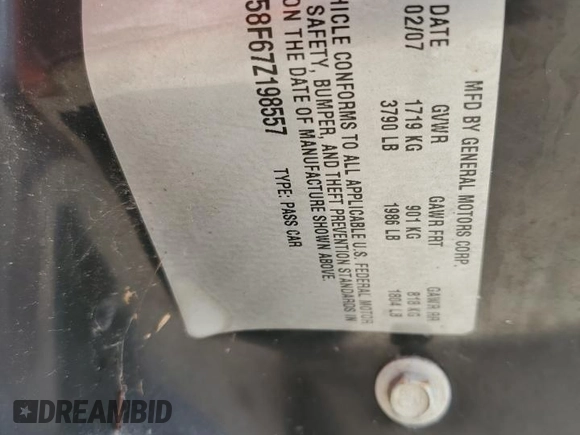 MFD BY GENERAL MOTORS CORP.
DATE GVWR GAWR FRT GAWR RR
02/07 1719 KG 901 KG 818 KG
3790 LB 1986 LB 1804 LB
HICLE CONFORMS TO ALL APPLICABLE U.S. FEDERAL MOTOR
SAFETY, BUMPER, AND THEFT PREVENTION STANDARDS IN
ON THE DATE OF MANUFACTURE SHOWN ABOVE.
58F67Z198557 TYPE: PASS CAR
DREAMBID